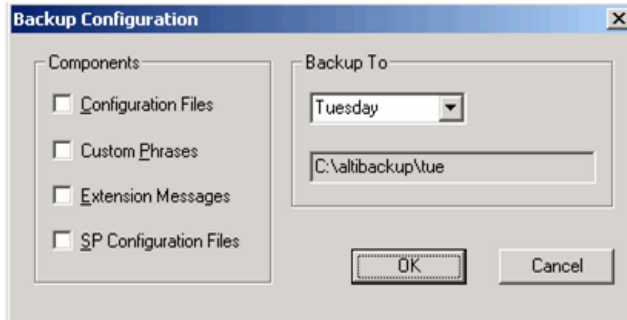 Backup Configuration
Components
Configuration Files
Custom Phrases
Extension Messages
SP Configuration Files
Backup To
Tuesday
C:\altibackup\tue
OK
Cancel